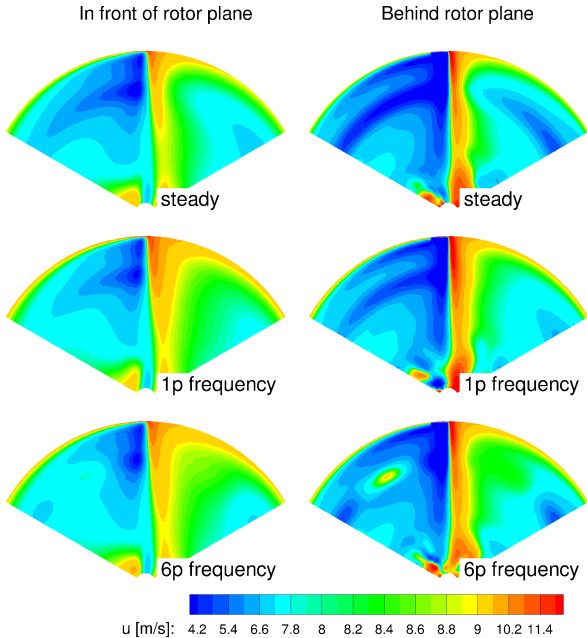 In front of rotor plane Behind rotor plane
steady steady
1p frequency 1p frequency
6p frequency 6p frequency
u [m/s]: 4.2 5.4 6.6 7.8 8 8.2 8.6 8.8 9 10.2 11.4